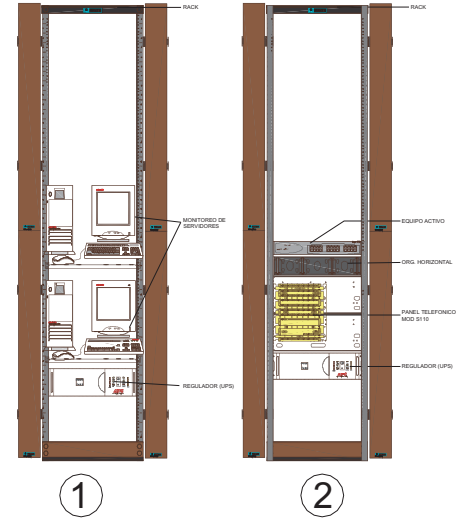 RACK
MONITOREO DE
SERVIDORES
REGULADOR (UPS)
1
RACK
EQUIPO ACTIVO
ORG. HORIZONTAL
PANEL TELEFONICO
MOD S110
REGULADOR (UPS)
2